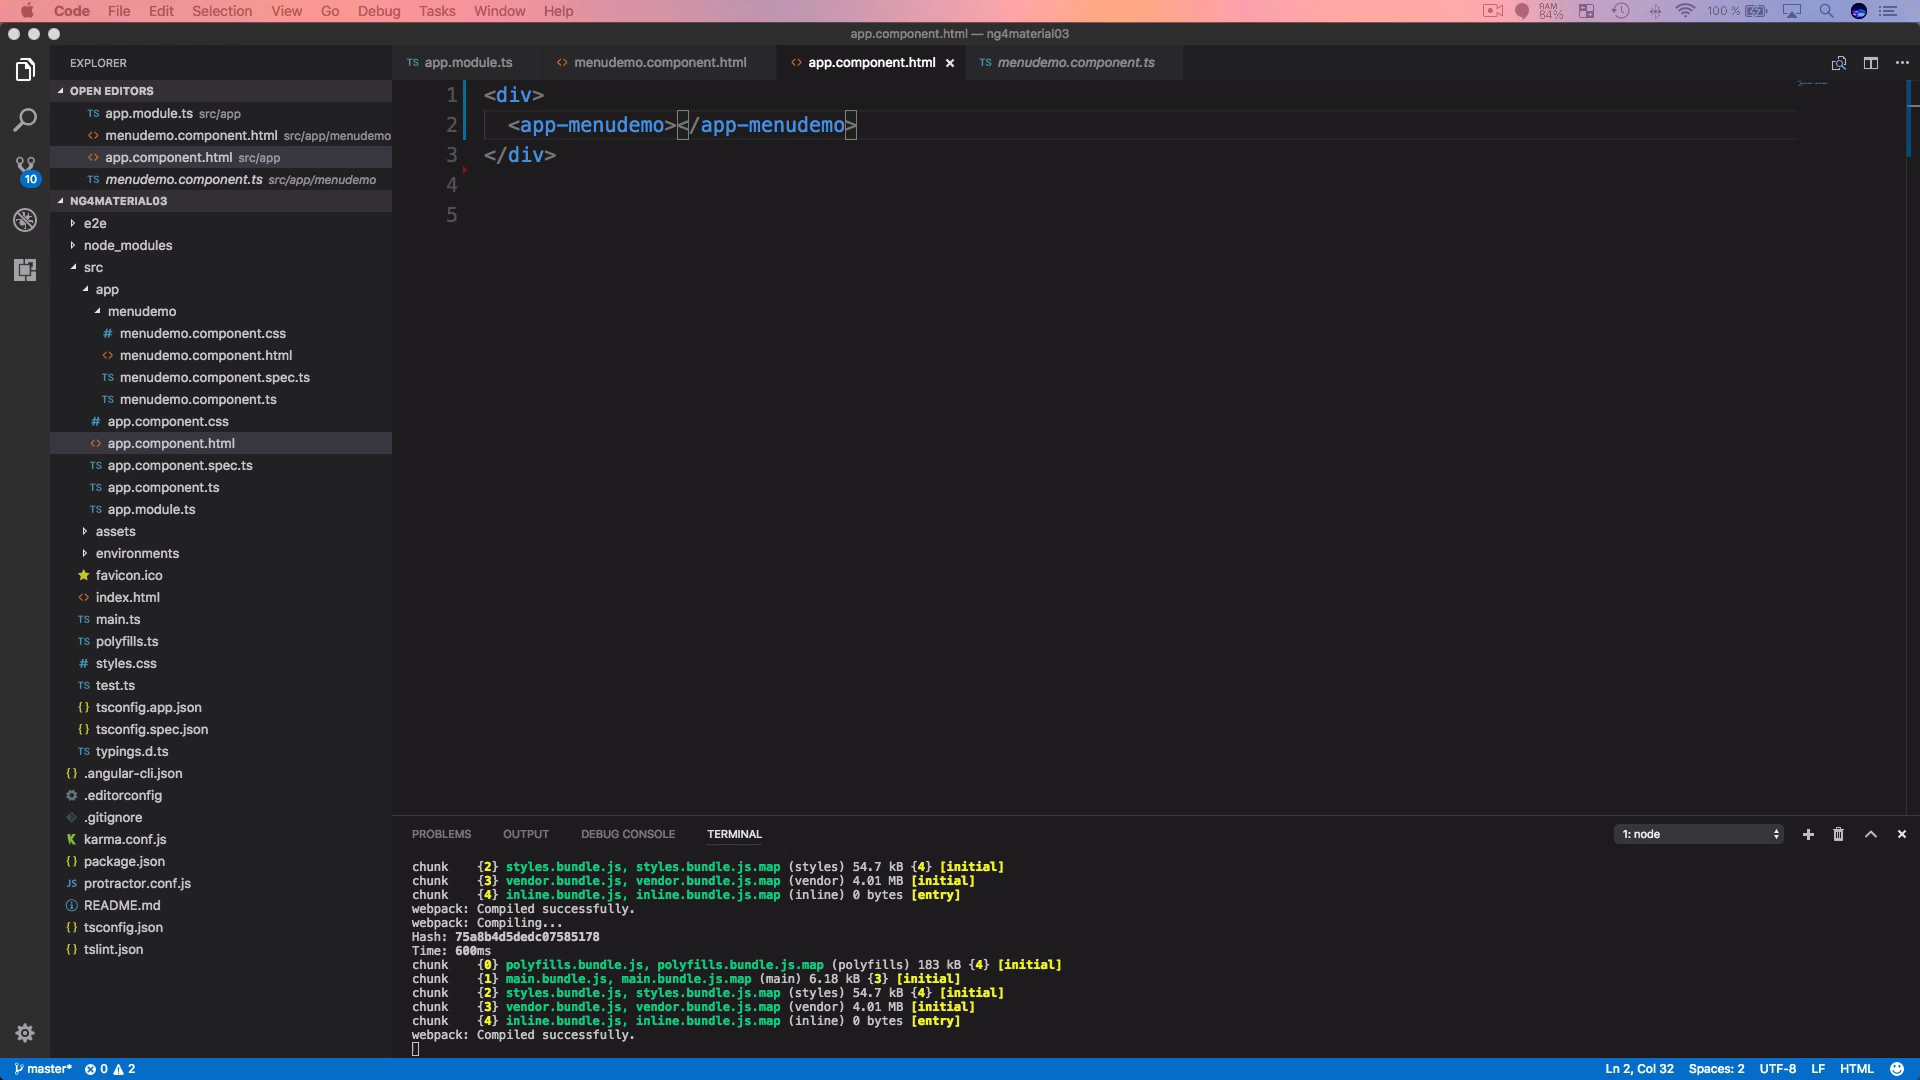 Code File Edit Selection View Go Debug Tasks Window Help
RAM 84% 100 %
app.component.html — ng4material03
EXPLORER
OPEN EDITORS
TS app.module.ts src/app
<> menudemo.component.html src/app/menudemo
<> app.component.html src/app
TS menudemo.component.ts src/app/menudemo
10
NG4MATERIAL03
e2e
node_modules
src
app
menudemo
# menudemo.component.css
<> menudemo.component.html
TS menudemo.component.spec.ts
TS menudemo.component.ts
# app.component.css
<> app.component.html
TS app.component.spec.ts
TS app.component.ts
TS app.module.ts
assets
environments
favicon.ico
<> index.html
TS main.ts
TS polyfills.ts
# styles.css
TS test.ts
{} tsconfig.app.json
{} tsconfig.spec.json
TS typings.d.ts
{} .angular-cli.json
.editorconfig
.gitignore
karma.conf.js
{} package.json
JS protractor.conf.js
README.md
{} tsconfig.json
{} tslint.json
TS app.module.ts <> menudemo.component.html <> app.component.html × TS menudemo.component.ts
1 <div>
2 <app-menudemo></app-menudemo>
3 </div>
4
5
PROBLEMS OUTPUT DEBUG CONSOLE TERMINAL 1: node
chunk {2} styles.bundle.js, styles.bundle.js.map (styles) 54.7 kB {4} [initial]
chunk {3} vendor.bundle.js, vendor.bundle.js.map (vendor) 4.01 MB [initial]
chunk {4} inline.bundle.js, inline.bundle.js.map (inline) 0 bytes [entry]
webpack: Compiled successfully.
webpack: Compiling...
Hash: 75a8b4d5dedc07585178
Time: 600ms
chunk {0} polyfills.bundle.js, polyfills.bundle.js.map (polyfills) 183 kB {4} [initial]
chunk {1} main.bundle.js, main.bundle.js.map (main) 6.18 kB {3} [initial]
chunk {2} styles.bundle.js, styles.bundle.js.map (styles) 54.7 kB {4} [initial]
chunk {3} vendor.bundle.js, vendor.bundle.js.map (vendor) 4.01 MB [initial]
chunk {4} inline.bundle.js, inline.bundle.js.map (inline) 0 bytes [entry]
webpack: Compiled successfully.
master* 0 2 Ln 2, Col 32 Spaces: 2 UTF-8 LF HTML